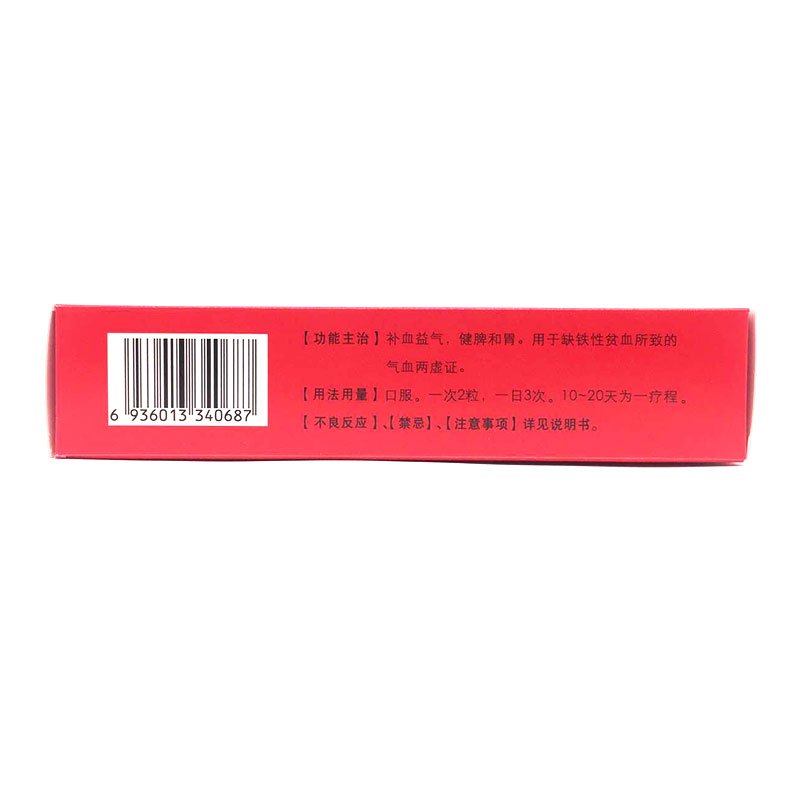 【功能主治】补血益气，健脾和胃。用于缺铁性贫血所致的
气血两虚证。
【用法用量】口服。一次2粒，一日3次。10~20天为一疗程。
【不良反应】、【禁忌】、【注意事项】详见说明书。
6 936013 340687